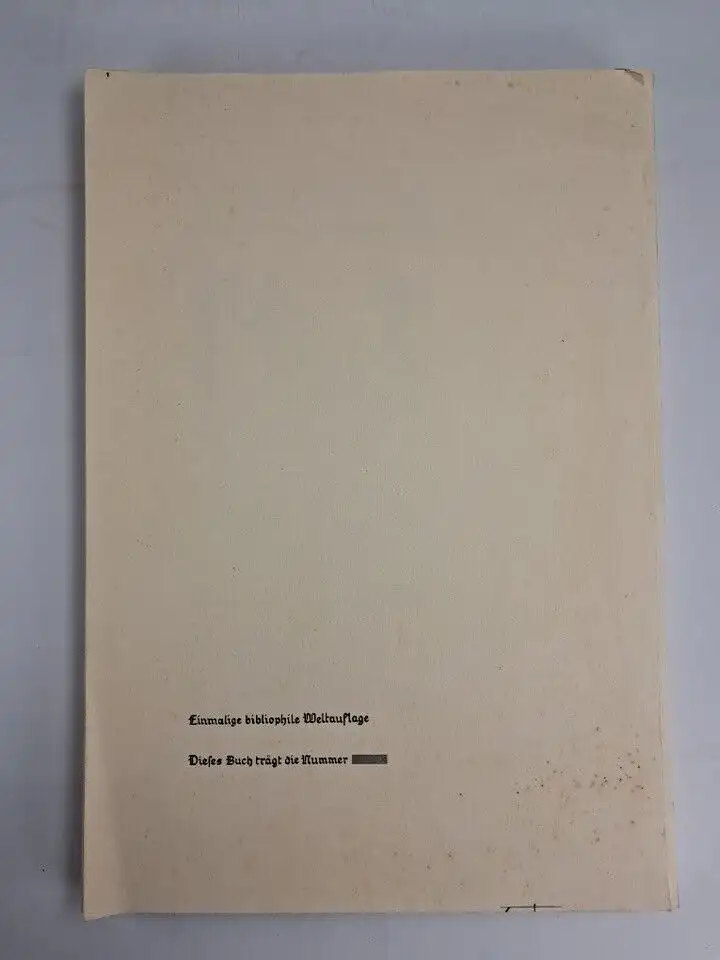 Einmalige bibliophile Weltauflage
Dieses Buch trägt die Nummer